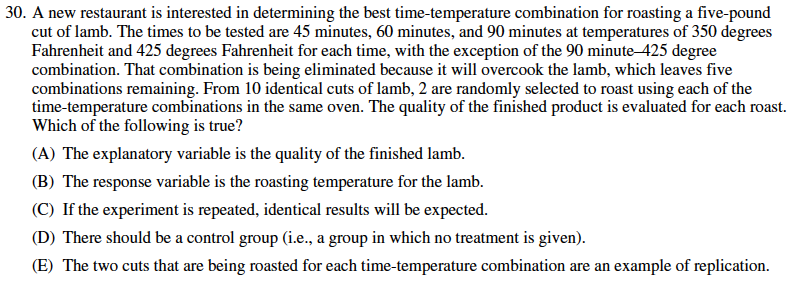 30. A new restaurant is interested in determining the best time-temperature combination for roasting a five-pound
cut of lamb. The times to be tested are 45 minutes, 60 minutes, and 90 minutes at temperatures of 350 degrees
Fahrenheit and 425 degrees Fahrenheit for each time, with the exception of the 90 minute–425 degree
combination. That combination is being eliminated because it will overcook the lamb, which leaves five
combinations remaining. From 10 identical cuts of lamb, 2 are randomly selected to roast using each of the
time-temperature combinations in the same oven. The quality of the finished product is evaluated for each roast.
Which of the following is true?
(A) The explanatory variable is the quality of the finished lamb.
(B) The response variable is the roasting temperature for the lamb.
(C) If the experiment is repeated, identical results will be expected.
(D) There should be a control group (i.e., a group in which no treatment is given).
(E) The two cuts that are being roasted for each time-temperature combination are an example of replication.